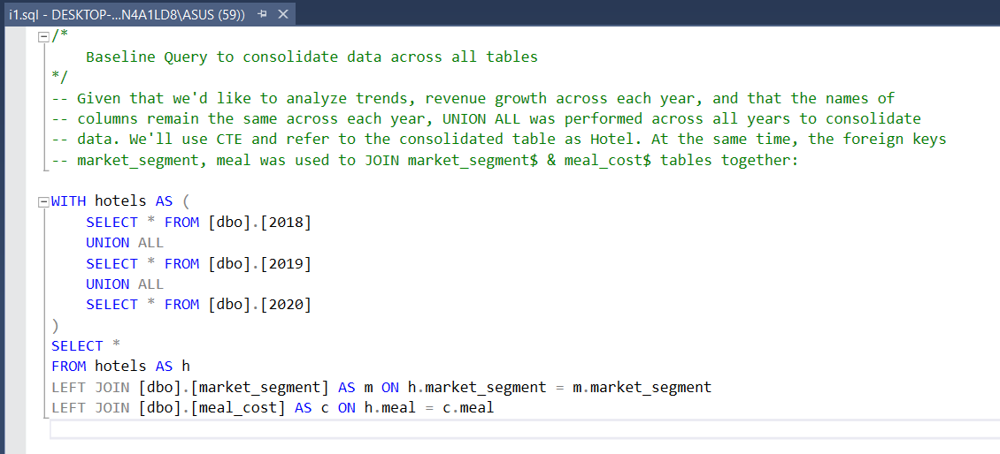 i1.sql - DESKTOP-...N4A1LD8\ASUS (59))
/*
    Baseline Query to consolidate data across all tables
*/
-- Given that we'd like to analyze trends, revenue growth across each year, and that the names of
-- columns remain the same across each year, UNION ALL was performed across all years to consolidate
-- data. We'll use CTE and refer to the consolidated table as Hotel. At the same time, the foreign keys
-- market_segment, meal was used to JOIN market_segment$ & meal_cost$ tables together:

WITH hotels AS (
    SELECT * FROM [dbo].[2018]
    UNION ALL
    SELECT * FROM [dbo].[2019]
    UNION ALL
    SELECT * FROM [dbo].[2020]
)
SELECT *
FROM hotels AS h
LEFT JOIN [dbo].[market_segment] AS m ON h.market_segment = m.market_segment
LEFT JOIN [dbo].[meal_cost] AS c ON h.meal = c.meal